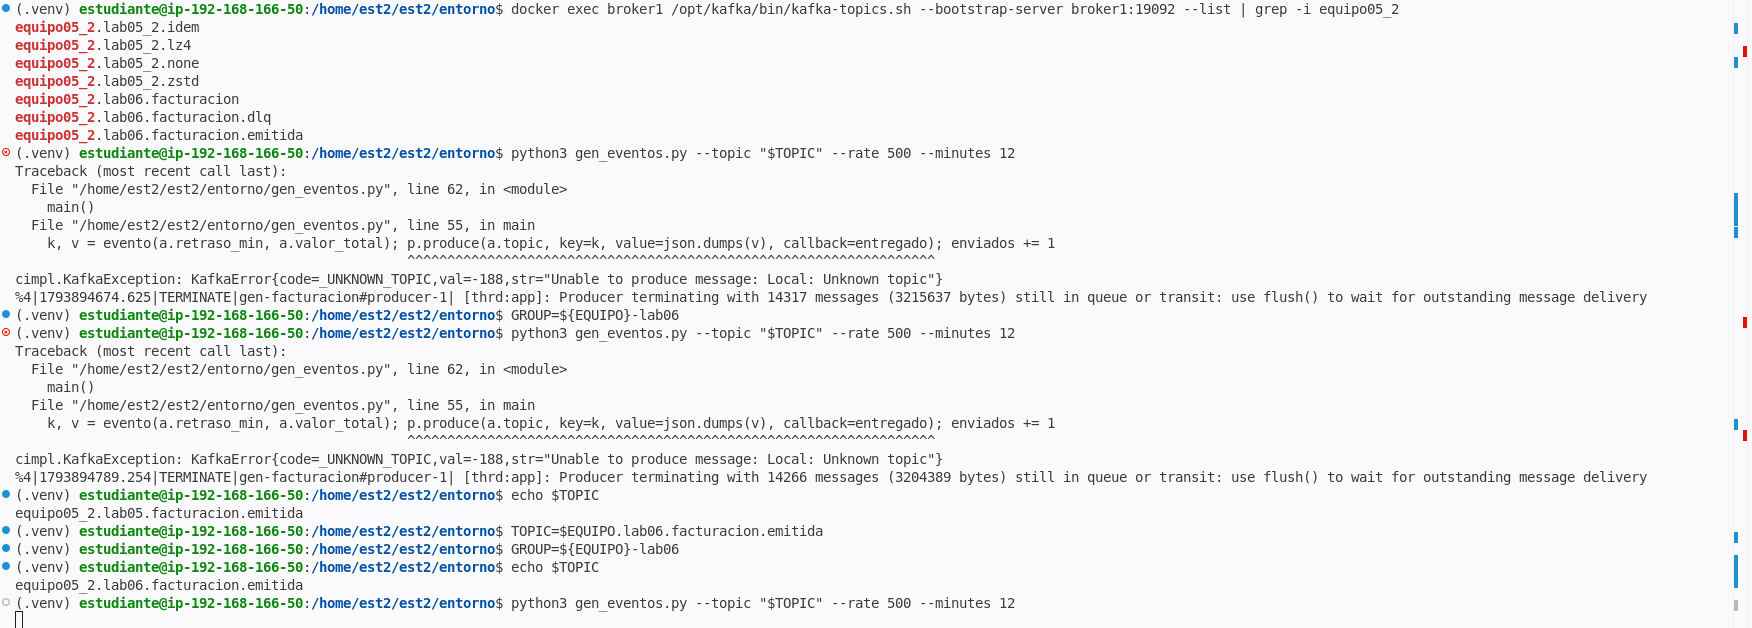 (.venv) estudiante@ip-192-168-166-50:/home/est2/est2/entorno$ docker exec broker1 /opt/kafka/bin/kafka-topics.sh --bootstrap-server broker1:19092 --list | grep -i equipo05_2
equipo05_2.lab05_2.idem
equipo05_2.lab05_2.lz4
equipo05_2.lab05_2.none
equipo05_2.lab05_2.zstd
equipo05_2.lab06.facturacion
equipo05_2.lab06.facturacion.dlq
equipo05_2.lab06.facturacion.emitida
(.venv) estudiante@ip-192-168-166-50:/home/est2/est2/entorno$ python3 gen_eventos.py --topic "$TOPIC" --rate 500 --minutes 12
Traceback (most recent call last):
  File "/home/est2/est2/entorno/gen_eventos.py", line 62, in <module>
    main()
  File "/home/est2/est2/entorno/gen_eventos.py", line 55, in main
    k, v = evento(a.retraso_min, a.valor_total); p.produce(a.topic, key=k, value=json.dumps(v), callback=entregado); enviados += 1
                                                 ^^^^^^^^^^^^^^^^^^^^^^^^^^^^^^^^^^^^^^^^^^^^^^^^^^^^^^^^^^^^^^^^^^
cimpl.KafkaException: KafkaError{code=_UNKNOWN_TOPIC,val=-188,str="Unable to produce message: Local: Unknown topic"}
%4|1793894674.625|TERMINATE|gen-facturacion#producer-1| [thrd:app]: Producer terminating with 14317 messages (3215637 bytes) still in queue or transit: use flush() to wait for outstanding message delivery
(.venv) estudiante@ip-192-168-166-50:/home/est2/est2/entorno$ GROUP=${EQUIPO}-lab06
(.venv) estudiante@ip-192-168-166-50:/home/est2/est2/entorno$ python3 gen_eventos.py --topic "$TOPIC" --rate 500 --minutes 12
Traceback (most recent call last):
  File "/home/est2/est2/entorno/gen_eventos.py", line 62, in <module>
    main()
  File "/home/est2/est2/entorno/gen_eventos.py", line 55, in main
    k, v = evento(a.retraso_min, a.valor_total); p.produce(a.topic, key=k, value=json.dumps(v), callback=entregado); enviados += 1
                                                 ^^^^^^^^^^^^^^^^^^^^^^^^^^^^^^^^^^^^^^^^^^^^^^^^^^^^^^^^^^^^^^^^^^
cimpl.KafkaException: KafkaError{code=_UNKNOWN_TOPIC,val=-188,str="Unable to produce message: Local: Unknown topic"}
%4|1793894789.254|TERMINATE|gen-facturacion#producer-1| [thrd:app]: Producer terminating with 14266 messages (3204389 bytes) still in queue or transit: use flush() to wait for outstanding message delivery
(.venv) estudiante@ip-192-168-166-50:/home/est2/est2/entorno$ echo $TOPIC
equipo05_2.lab05.facturacion.emitida
(.venv) estudiante@ip-192-168-166-50:/home/est2/est2/entorno$ TOPIC=$EQUIPO.lab06.facturacion.emitida
(.venv) estudiante@ip-192-168-166-50:/home/est2/est2/entorno$ GROUP=${EQUIPO}-lab06
(.venv) estudiante@ip-192-168-166-50:/home/est2/est2/entorno$ echo $TOPIC
equipo05_2.lab06.facturacion.emitida
(.venv) estudiante@ip-192-168-166-50:/home/est2/est2/entorno$ python3 gen_eventos.py --topic "$TOPIC" --rate 500 --minutes 12